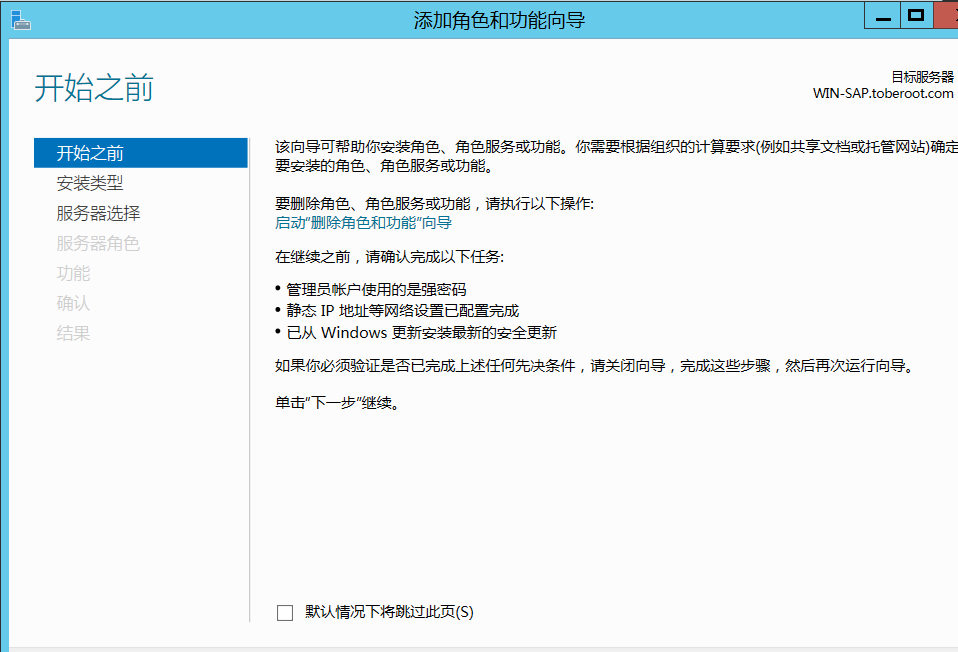 添加角色和功能向导
开始之前
目标服务器
WIN-SAP.toberoot.com
开始之前
安装类型
服务器选择
服务器角色
功能
确认
结果
该向导可帮助你安装角色、角色服务或功能。你需要根据组织的计算要求(例如共享文档或托管网站)确定
要安装的角色、角色服务或功能。
要删除角色、角色服务或功能，请执行以下操作:
启动"删除角色和功能"向导
在继续之前，请确认完成以下任务:
• 管理员帐户使用的是强密码
• 静态 IP 地址等网络设置已配置完成
• 已从 Windows 更新安装最新的安全更新
如果你必须验证是否已完成上述任何先决条件，请关闭向导，完成这些步骤，然后再次运行向导。
单击"下一步"继续。
默认情况下将跳过此页(S)